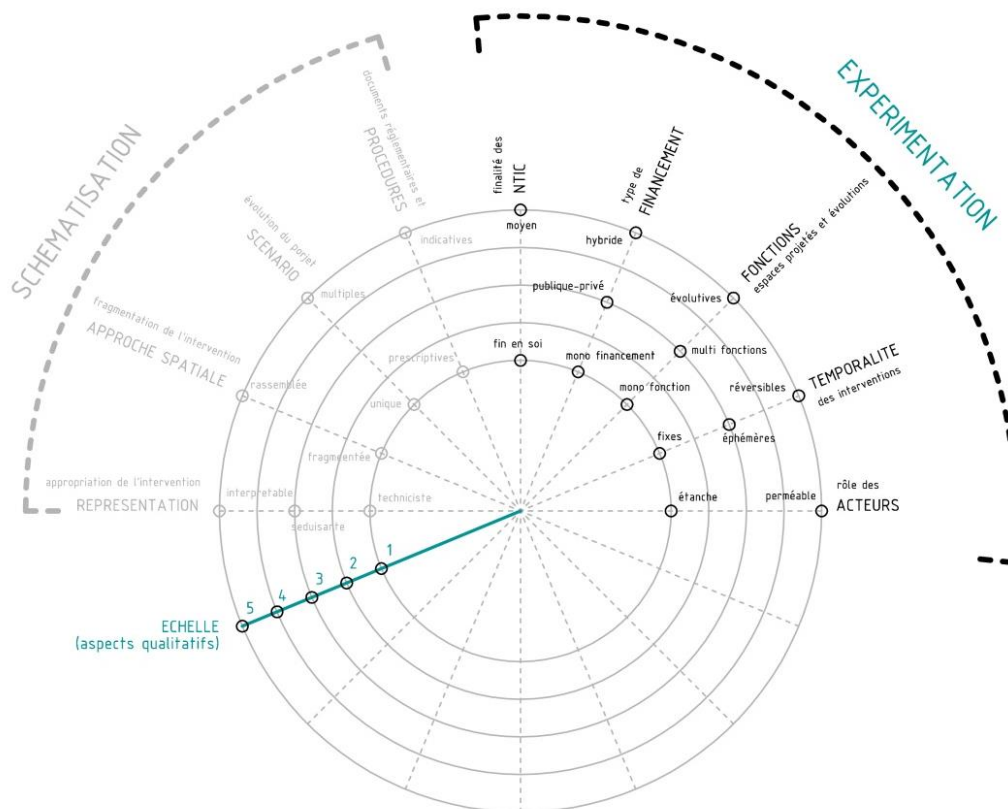 SCHEMATISATION
EXPERIMENTATION
documents réglementaires et
PROCEDURES
indicatives
prescriptives
évolution du porjet
SCENARIO
multiples
unique
fragmentation de l'intervention
APPROCHE SPATIALE
rassemblée
fragmentée
appropriation de l'intervention
REPRESENTATION
interpretable
séduisante
techniciste
finalité des
NTIC
moyen
fin en soi
type de
FINANCEMENT
hybride
publique-privé
mono financement
FONCTIONS
espaces projetés et évolutions
évolutives
multi fonctions
mono fonction
TEMPORALITE
des interventions
réversibles
éphémères
fixes
rôle des
ACTEURS
perméable
étanche
1
2
3
4
5
ECHELLE
(aspects qualitatifs)